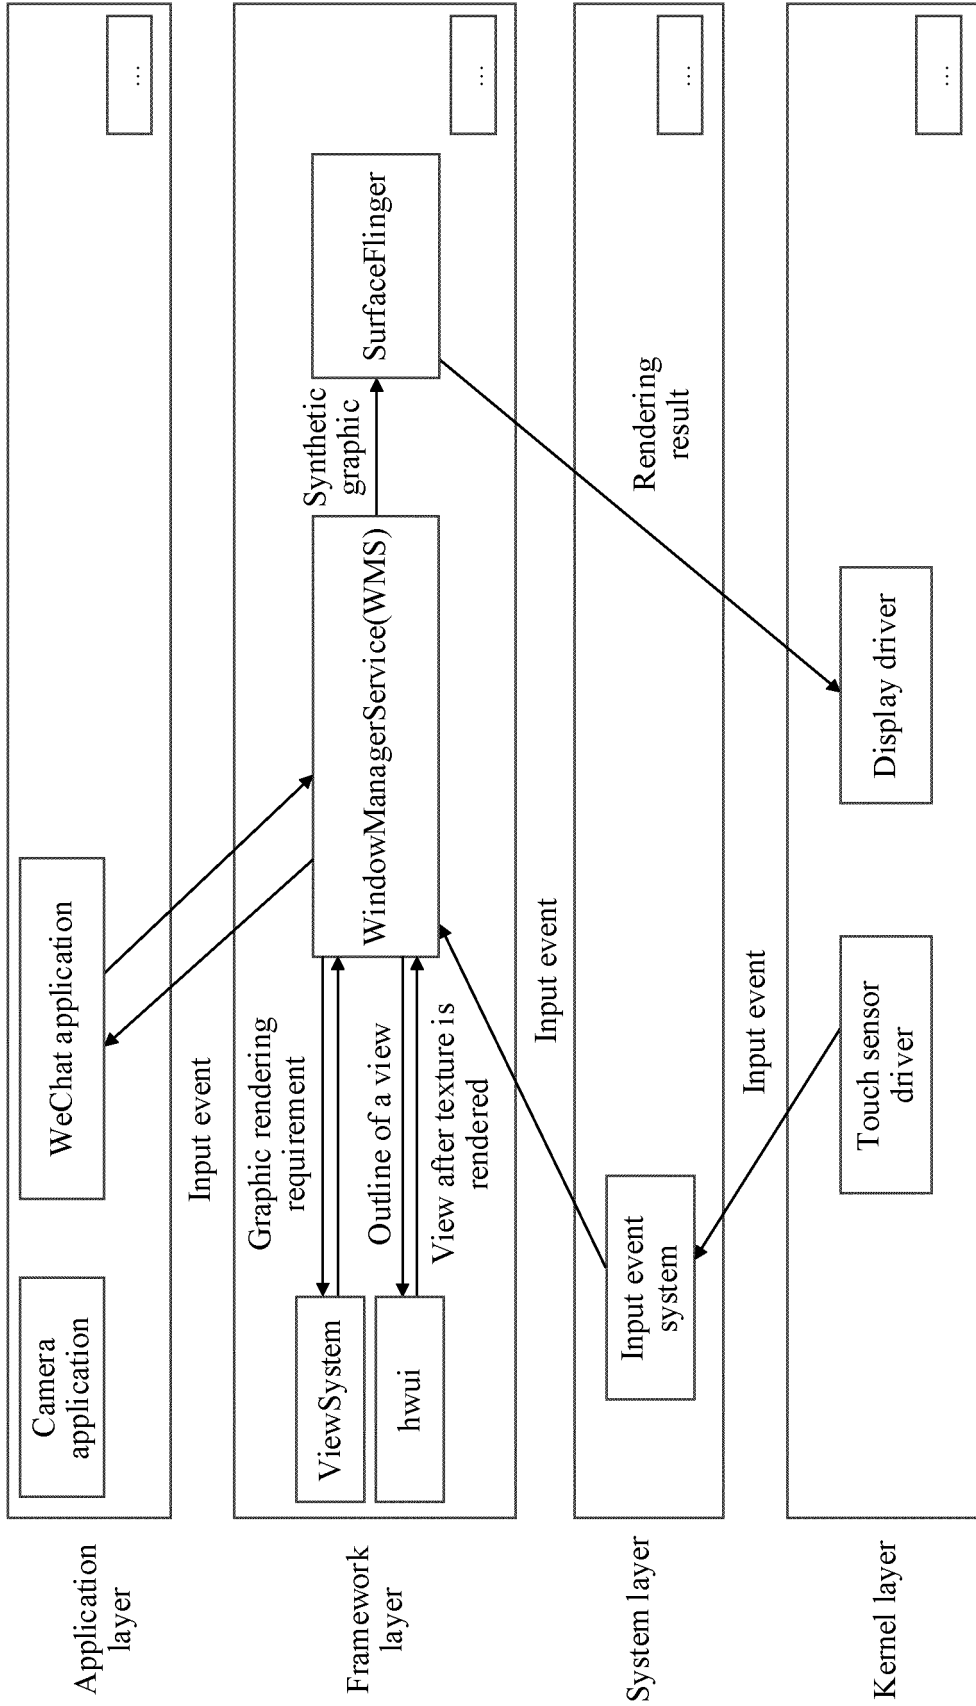 Application
layer
Camera
application
WeChat application
...
Input event
Framework
layer
ViewSystem
hwui
Graphic rendering
requirement
Outline of a view
View after texture is
rendered
WindowManagerService(WMS)
Synthetic
graphic
SurfaceFlinger
...
Input event
System layer
Input event
system
Rendering
result
...
Input event
Kernel layer
Touch sensor
driver
Display driver
...